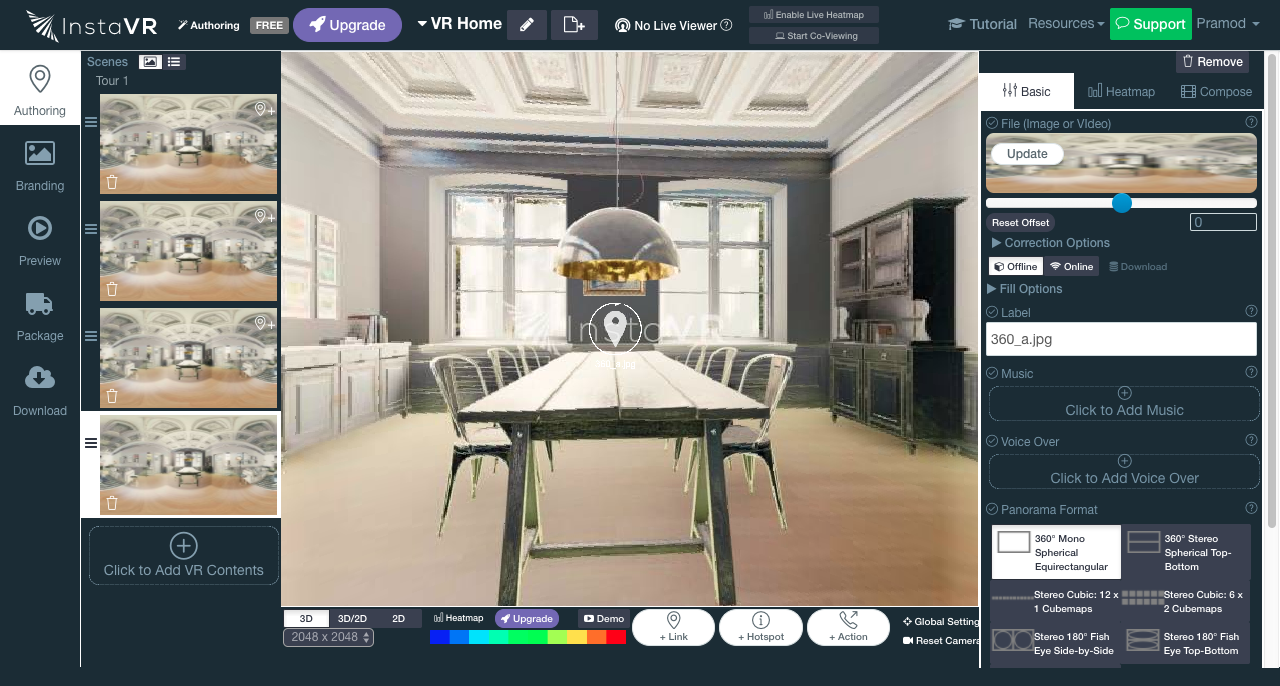 InstaVR
Authoring
FREE
Upgrade
VR Home
No Live Viewer
Enable Live Heatmap
Start Co-Viewing
Tutorial
Resources
Support
Pramod
Authoring
Branding
Preview
Package
Download
Scenes
Tour 1
Click to Add VR Contents
InstaVR
3D
3D/2D
2D
2048 x 2048
Heatmap
Upgrade
Demo
+ Link
+ Hotspot
+ Action
Global Setting
Reset Camera
Remove
Basic
Heatmap
Compose
File (Image or VIdeo)
Update
Reset Offset
0
Correction Options
Offline
Online
Download
Fill Options
Label
360_a.jpg
Music
Click to Add Music
Voice Over
Click to Add Voice Over
Panorama Format
360° Mono
Spherical
Equirectangular
360° Stereo
Spherical Top-
Bottom
Stereo Cubic: 12 x
1 Cubemaps
Stereo Cubic: 6 x
2 Cubemaps
Stereo 180° Fish
Eye Side-by-Side
Stereo 180° Fish
Eye Top-Bottom